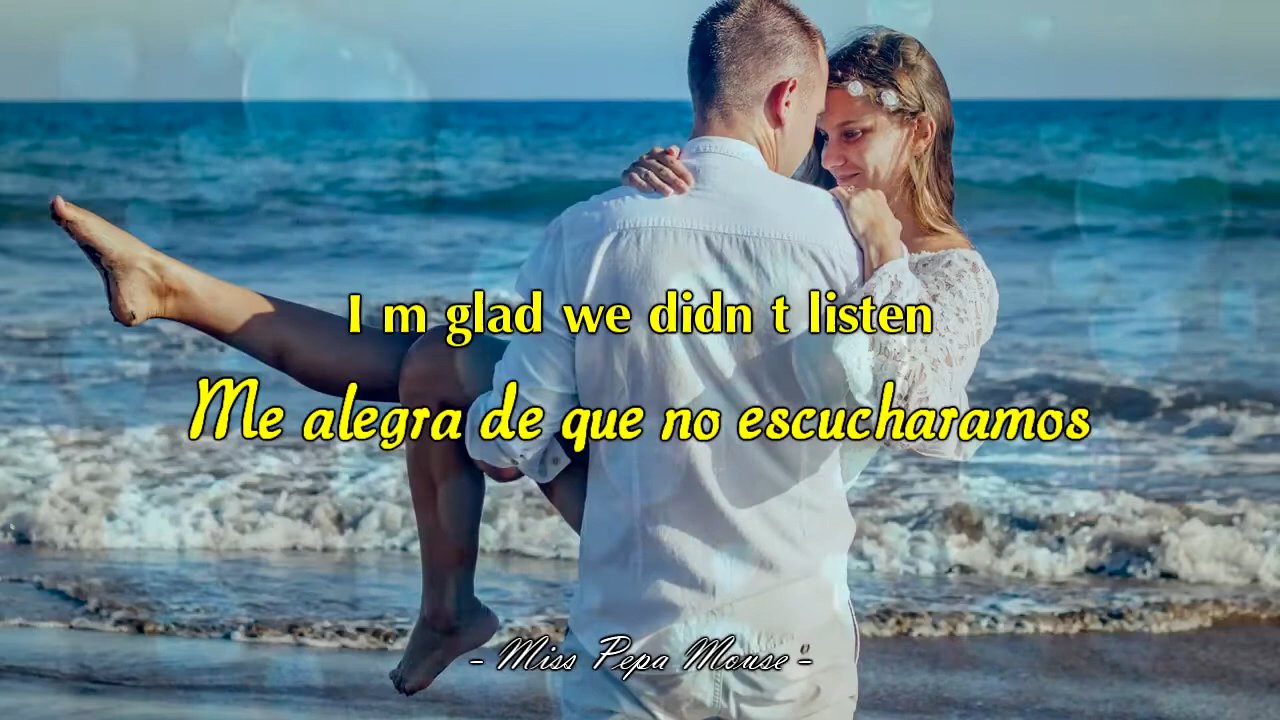 I m glad we didn t listen
Me alegra de que no escucharamos
- Miss Pepa Mouse -